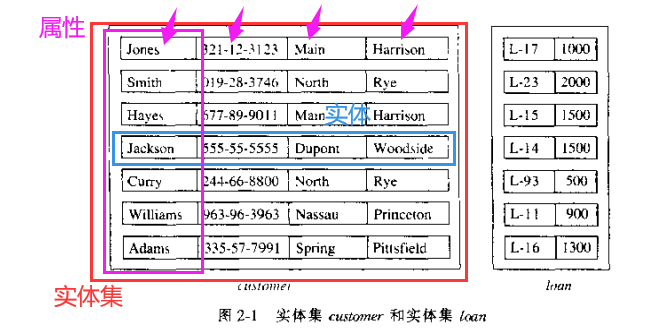 属性
Jones 321-12-3123 Main Harrison
Smith 019-28-3746 North Rye
Hayes 677-89-9011 Main Harrison
实体
Jackson 555-55-5555 Dupont Woodside
Curry 244-66-8800 North Rye
Williams 963-96-3963 Nassau Princeton
Adams 335-57-7991 Spring Pittsfield
实体集
customer
L-17 1000
L-23 2000
L-15 1500
L-14 1500
L-93 500
L-11 900
L-16 1300
loan
图 2-1 实体集 customer 和实体集 loan